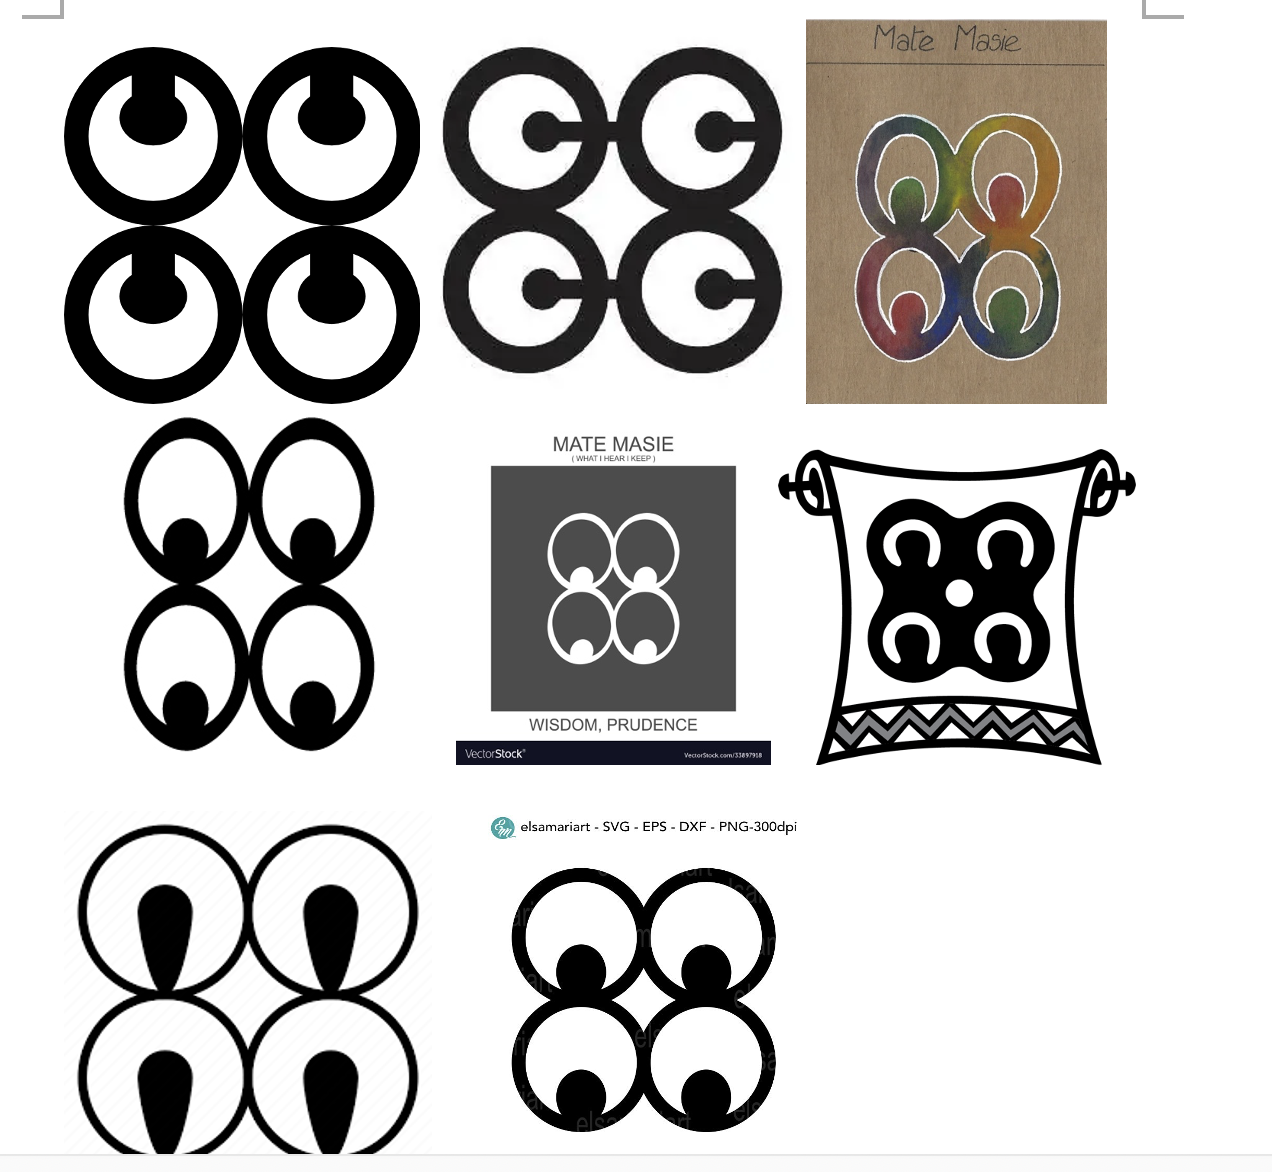 Mate Masie
MATE MASIE
( WHAT I HEAR I KEEP )
WISDOM, PRUDENCE
VectorStock®
VectorStock.com/33897918
EM
elsamariart - SVG - EPS - DXF - PNG-300dpi